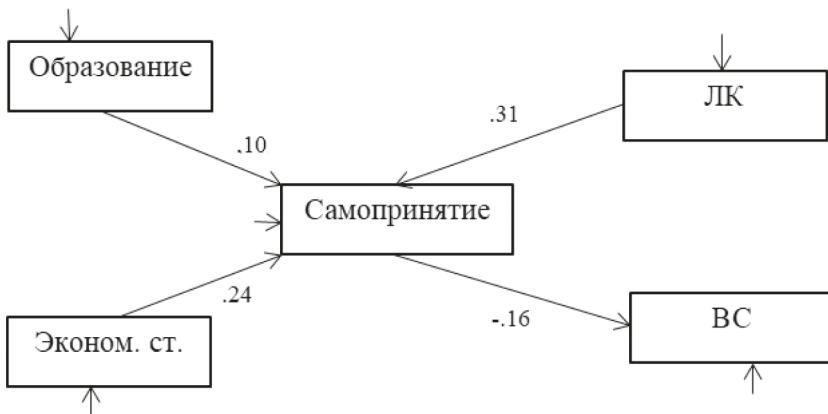 Образование
ЛК
.31
,10
Самопринятие
.24
-.16
ВС
Эконом. ст.